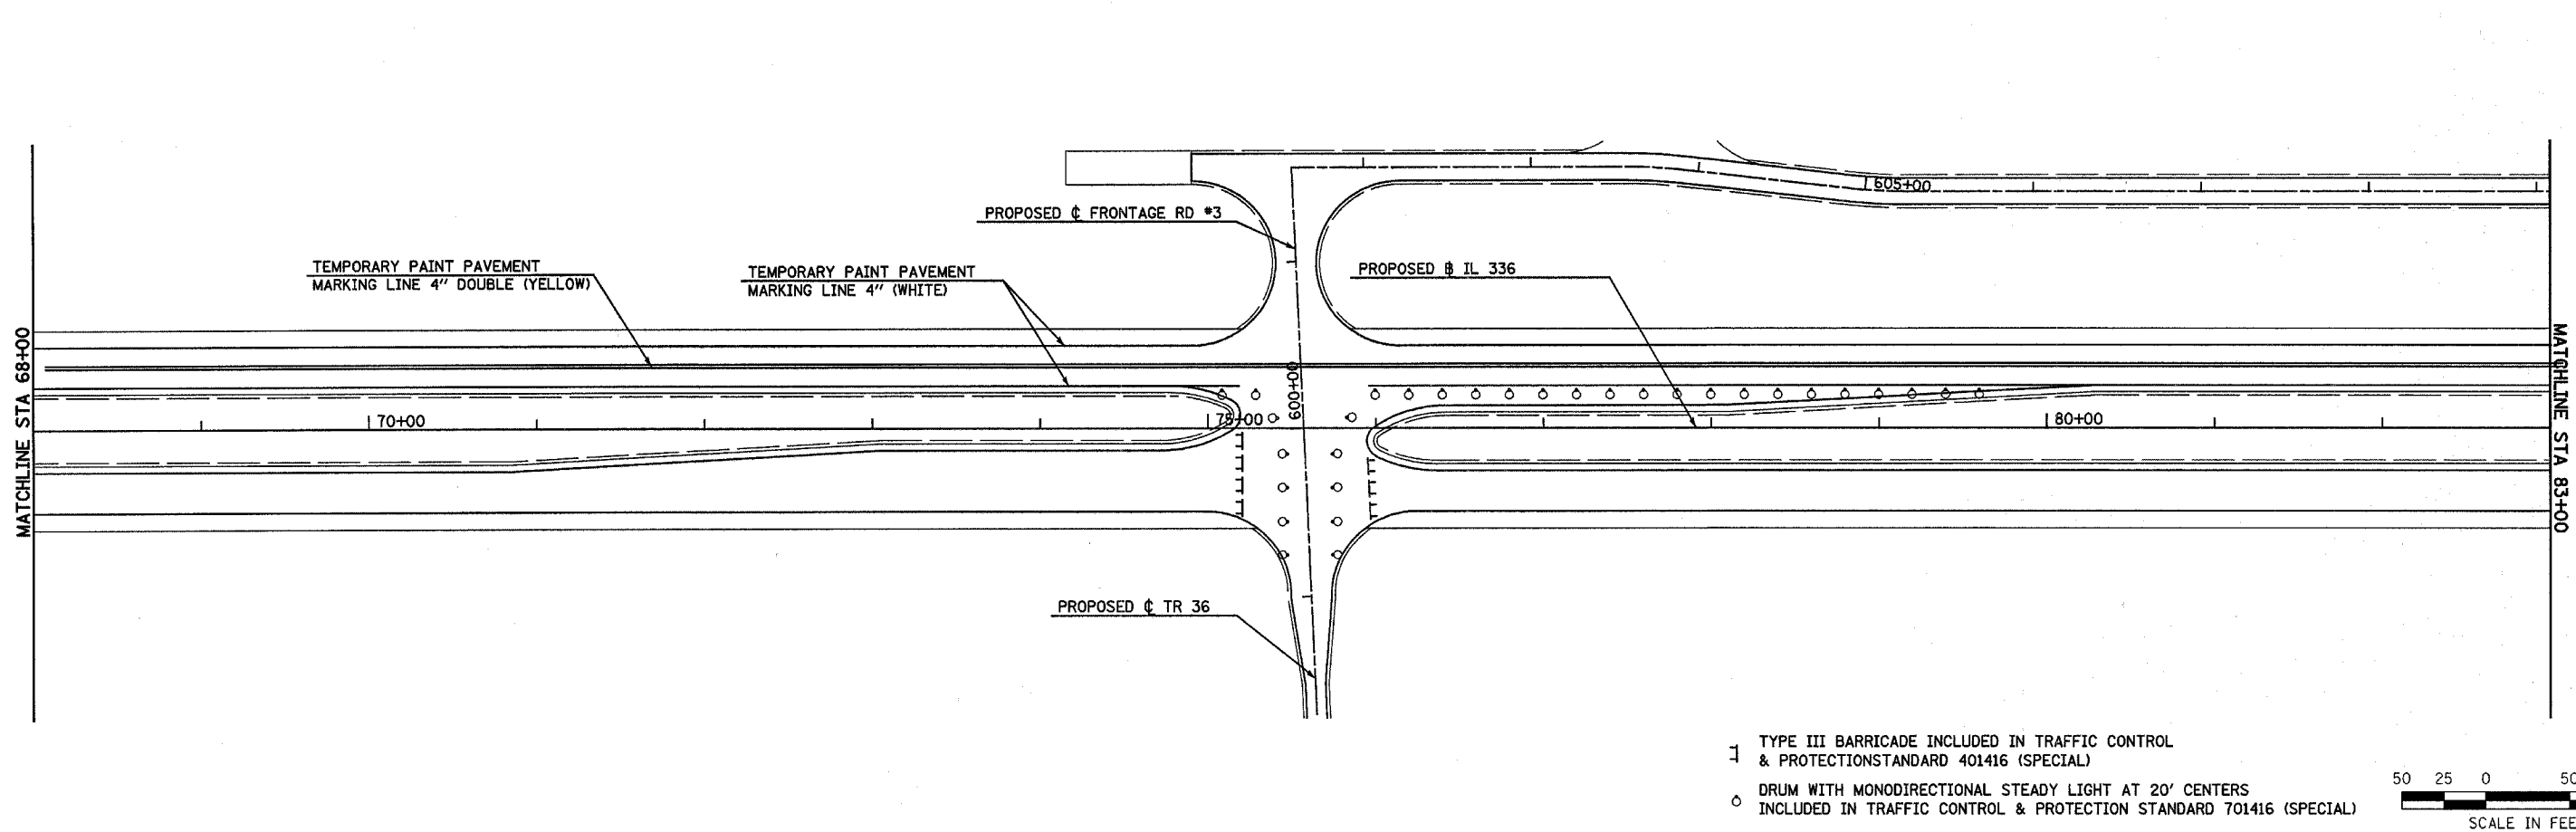 605+00
PROPOSED ℄ FRONTAGE RD #3
TEMPORARY PAINT PAVEMENT
MARKING LINE 4" DOUBLE (YELLOW)
TEMPORARY PAINT PAVEMENT
MARKING LINE 4" (WHITE)
PROPOSED B IL 336
MATCHLINE STA 68+00
MATCHLINE STA 83+00
600+00
70+00
75+00
80+00
PROPOSED ℄ TR 36
TYPE III BARRICADE INCLUDED IN TRAFFIC CONTROL
& PROTECTIONSTANDARD 401416 (SPECIAL)
DRUM WITH MONODIRECTIONAL STEADY LIGHT AT 20' CENTERS
INCLUDED IN TRAFFIC CONTROL & PROTECTION STANDARD 701416 (SPECIAL)
50 25 0 50
SCALE IN FEE